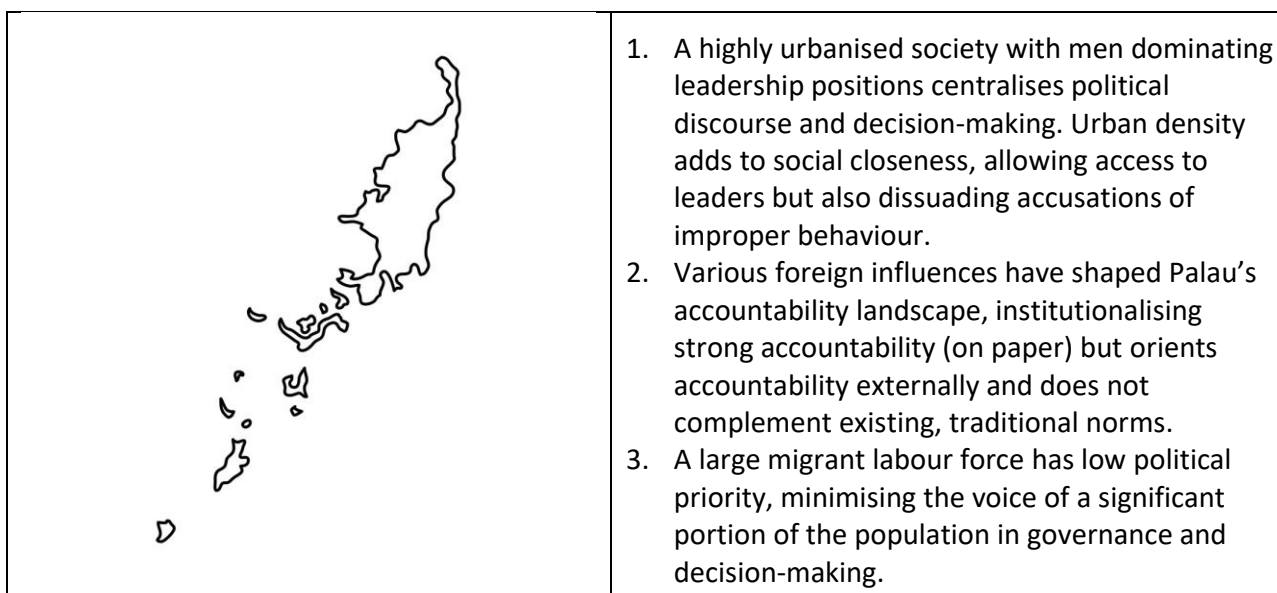 1. A highly urbanised society with men dominating
leadership positions centralises political
discourse and decision-making. Urban density
adds to social closeness, allowing access to
leaders but also dissuading accusations of
improper behaviour.
2. Various foreign influences have shaped Palau’s
accountability landscape, institutionalising
strong accountability (on paper) but orients
accountability externally and does not
complement existing, traditional norms.
3. A large migrant labour force has low political
priority, minimising the voice of a significant
portion of the population in governance and
decision-making.